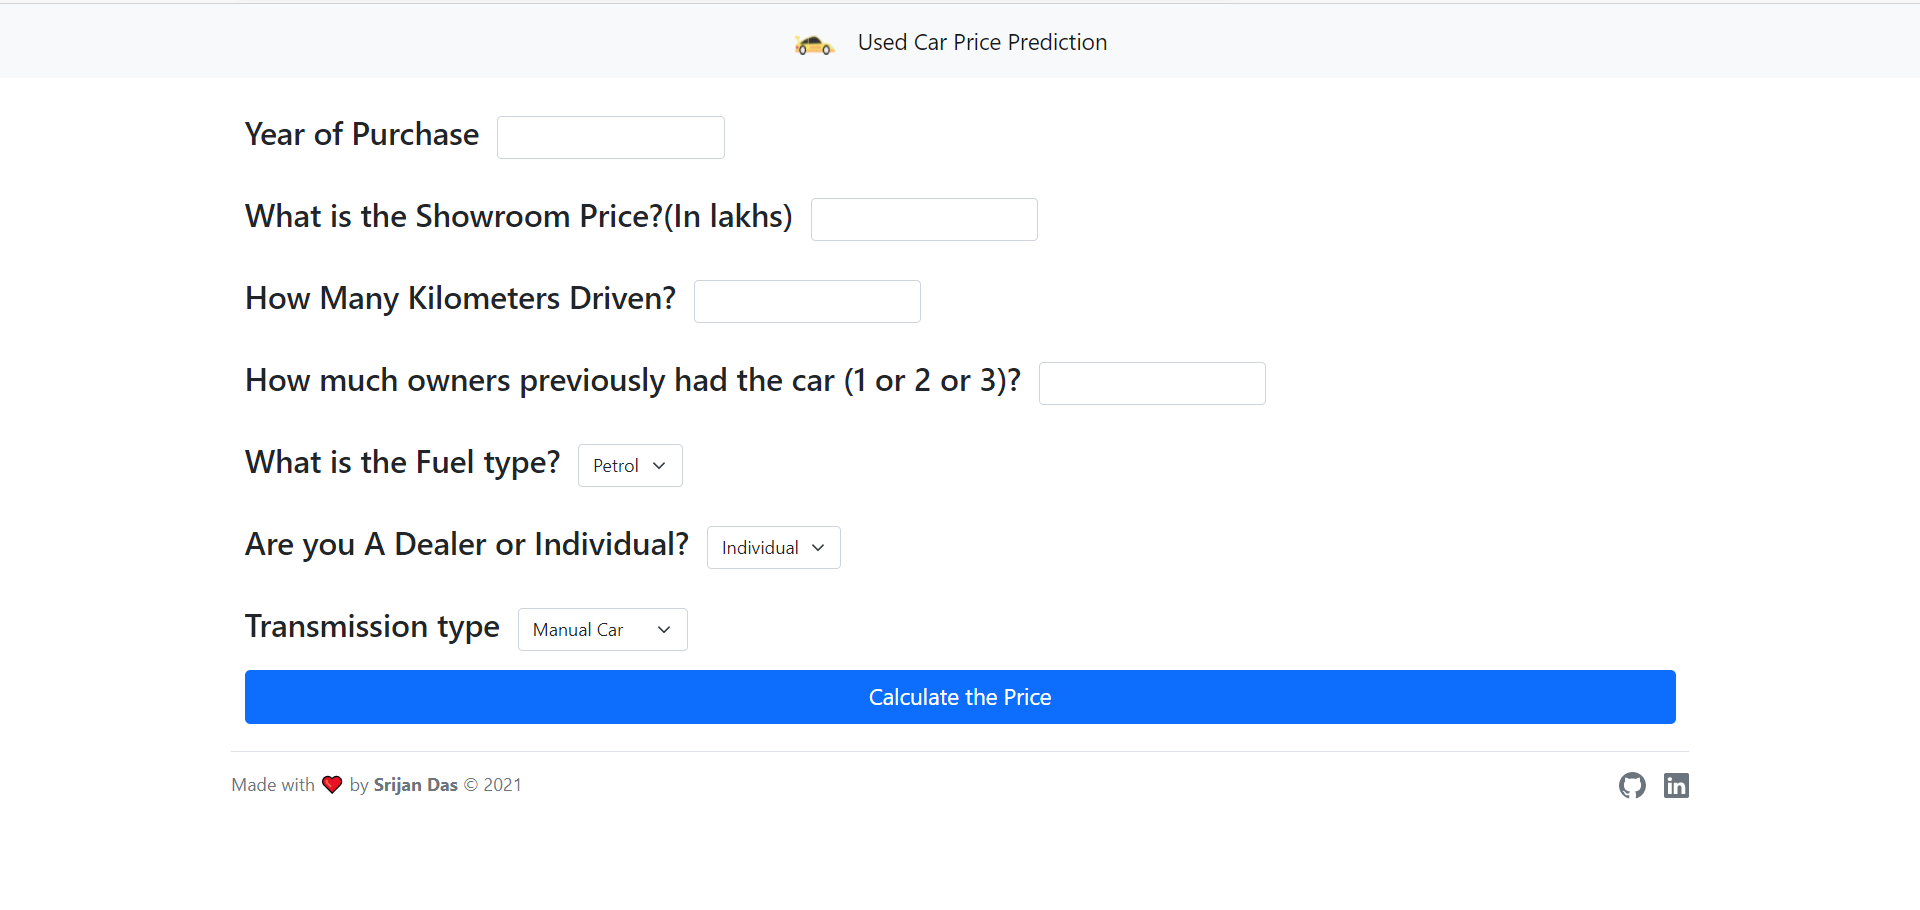 Used Car Price Prediction
Year of Purchase
What is the Showroom Price?(In lakhs)
How Many Kilometers Driven?
How much owners previously had the car (1 or 2 or 3)?
What is the Fuel type? Petrol
Are you A Dealer or Individual? Individual
Transmission type Manual Car
Calculate the Price
Made with ❤️ by Srijan Das © 2021
in